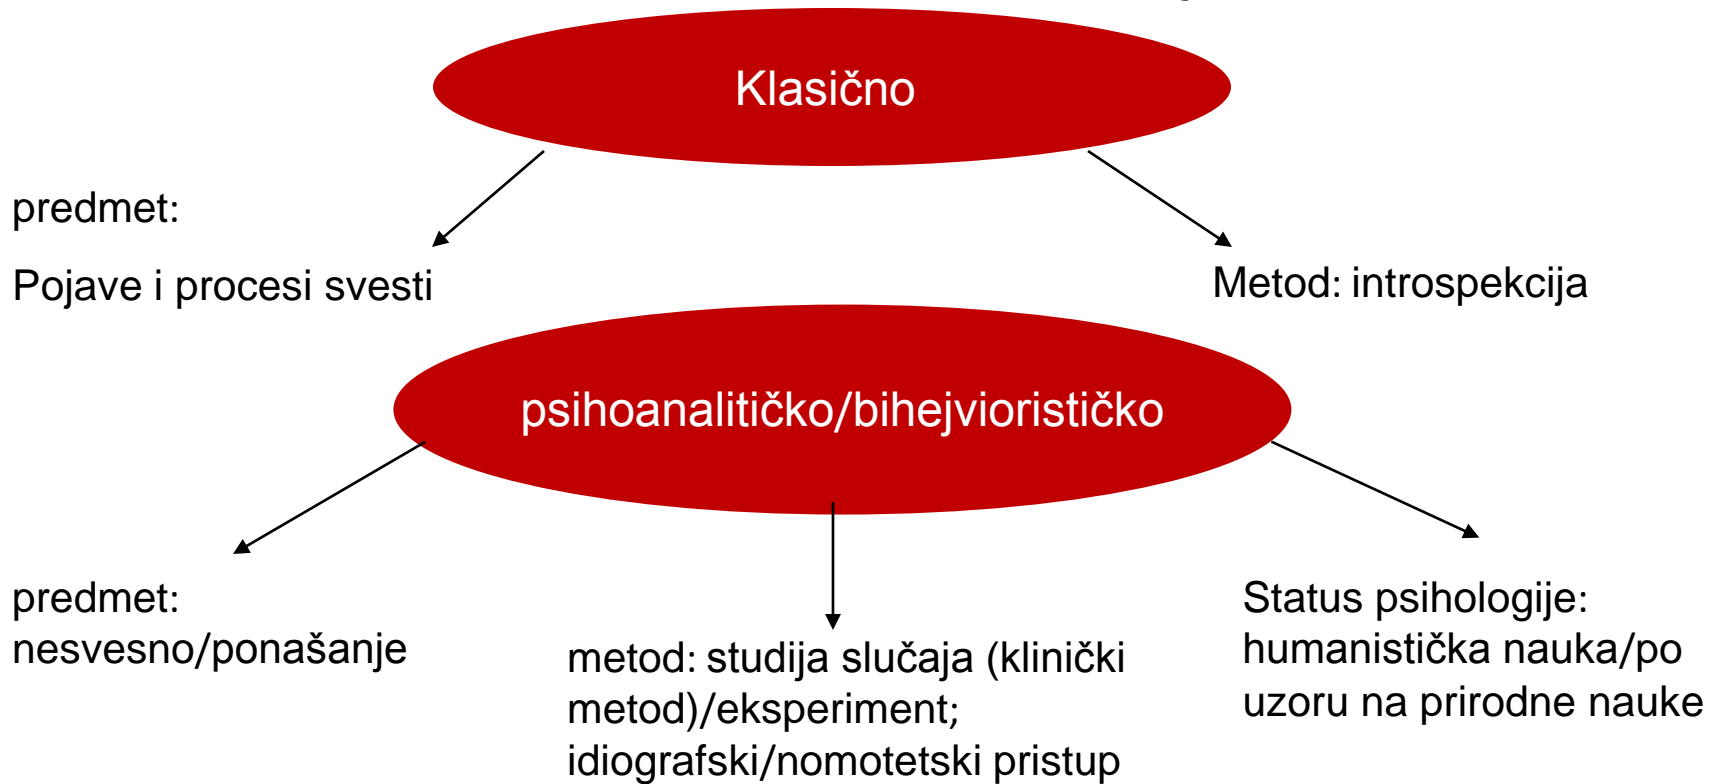 Klasično
predmet:
Pojave i procesi svesti
Metod: introspekcija
psihoanalitičko/bihejviorističko
predmet:
nesvesno/ponašanje
metod: studija slučaja (klinički
metod)/eksperiment;
idiografski/nomotetski pristup
Status psihologije:
humanistička nauka/po
uzoru na prirodne nauke